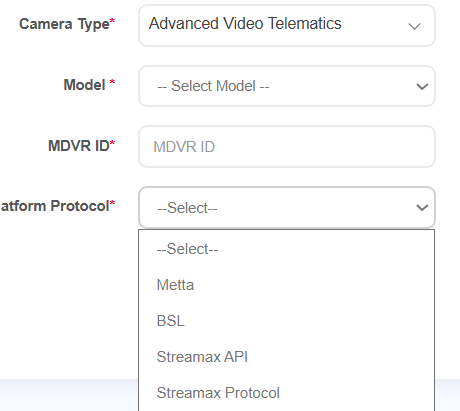 Camera Type* Advanced Video Telematics
Model * -- Select Model --
MDVR ID* MDVR ID
atform Protocol* --Select--
--Select--
Metta
BSL
Streamax API
Streamax Protocol